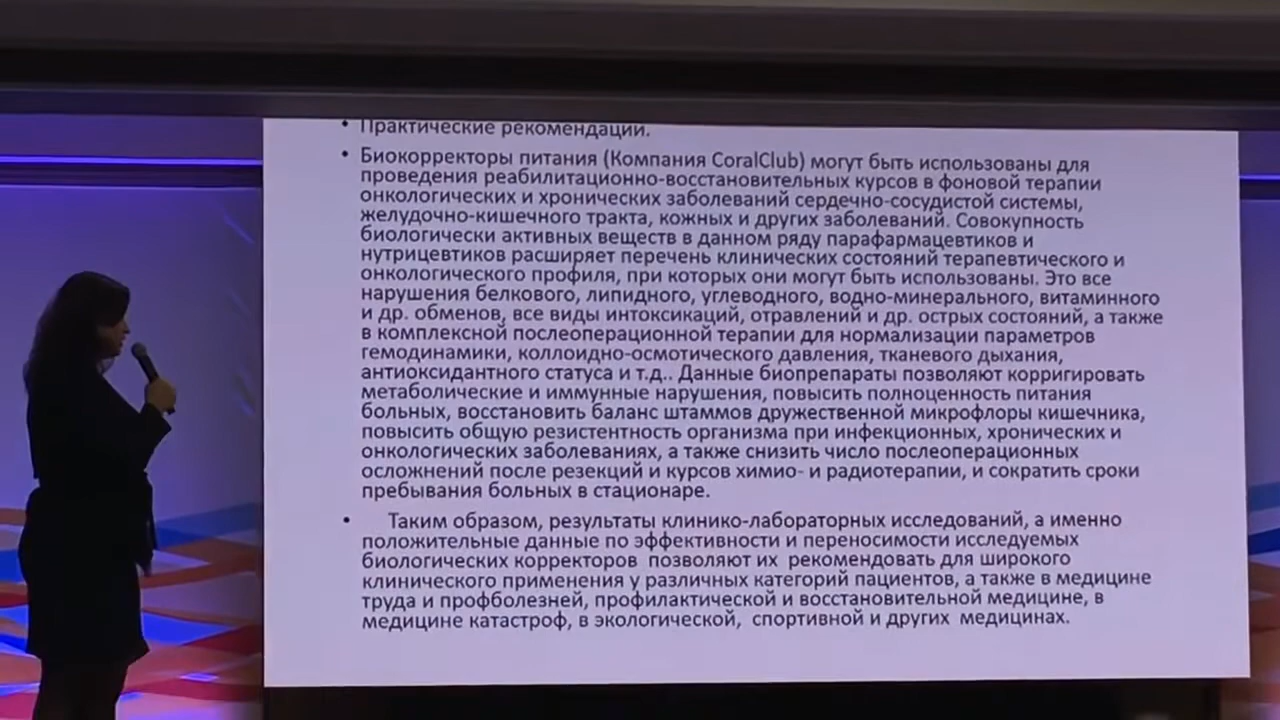 • Практические рекомендации.
• Биокорректоры питания (Компания CoralClub) могут быть использованы для
проведения реабилитационно-восстановительных курсов в фоновой терапии
онкологических и хронических заболеваний сердечно-сосудистой системы,
желудочно-кишечного тракта, кожных и других заболеваний. Совокупность
биологически активных веществ в данном ряду парафармацевтиков и
нутрицевтиков расширяет перечень клинических состояний терапевтического и
онкологического профиля, при которых они могут быть использованы. Это все
нарушения белкового, липидного, углеводного, водно-минерального, витаминного
и др. обменов, все виды интоксикаций, отравлений и др. острых состояний, а также
в комплексной послеоперационной терапии для нормализации параметров
гемодинамики, коллоидно-осмотического давления, тканевого дыхания,
антиоксидантного статуса и т.д.. Данные биопрепараты позволяют корригировать
метаболические и иммунные нарушения, повысить полноценность питания
больных, восстановить баланс штаммов дружественной микрофлоры кишечника,
повысить общую резистентность организма при инфекционных, хронических и
онкологических заболеваниях, а также снизить число послеоперационных
осложнений после резекций и курсов химио- и радиотерапии, и сократить сроки
пребывания больных в стационаре.
• Таким образом, результаты клинико-лабораторных исследований, а именно
положительные данные по эффективности и переносимости исследуемых
биологических корректоров позволяют их рекомендовать для широкого
клинического применения у различных категорий пациентов, а также в медицине
труда и профболезней, профилактической и восстановительной медицине, в
медицине катастроф, в экологической, спортивной и других медицинах.